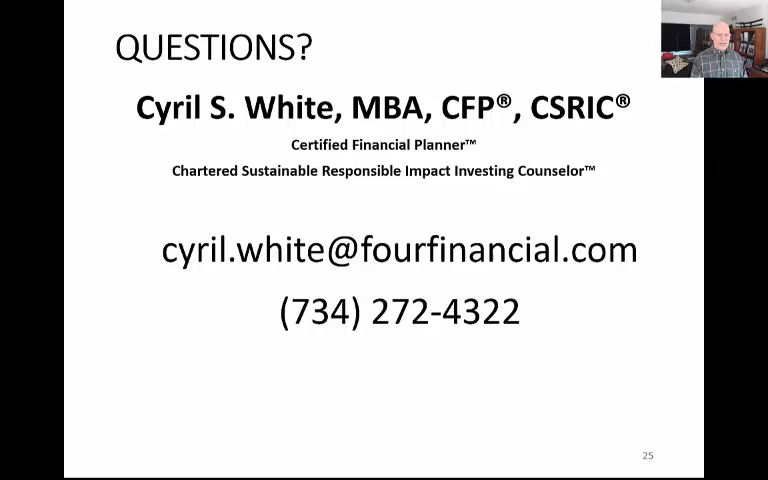 QUESTIONS?
Cyril S. White, MBA, CFP®, CSRIC®
Certified Financial Planner™
Chartered Sustainable Responsible Impact Investing Counselor™
cyril.white@fourfinancial.com
(734) 272-4322
25